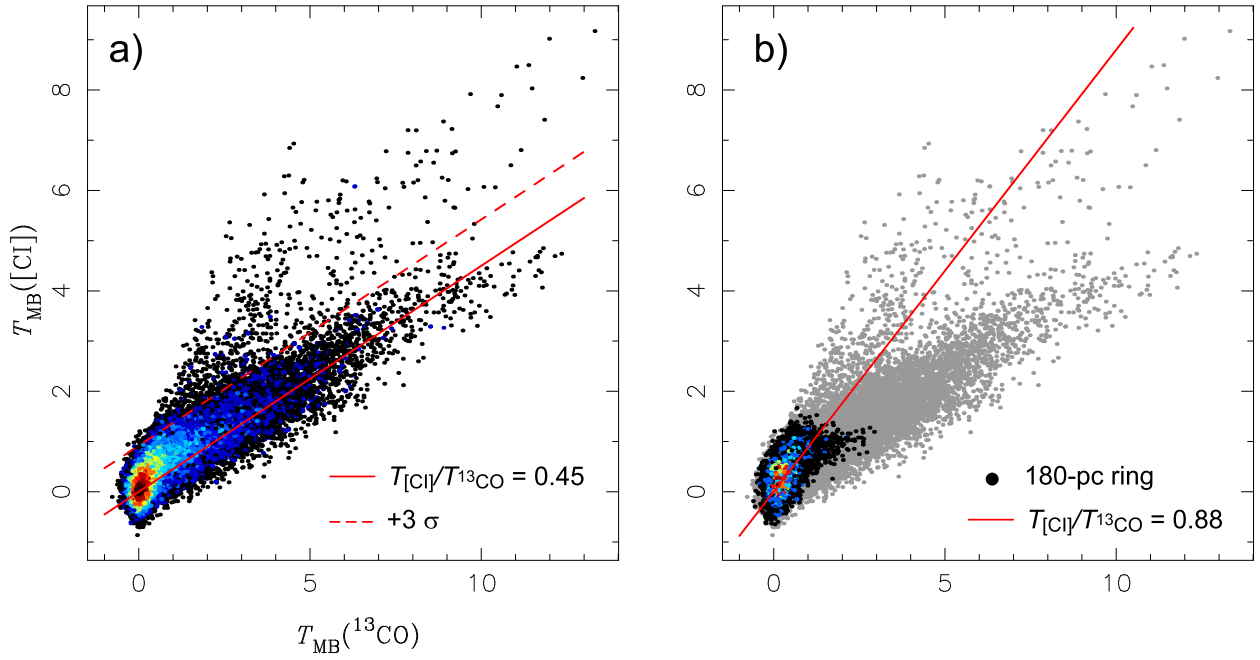 a)
8
6
4
2
0
T_MB([CI])
T[CI]/T13CO = 0.45
+3 σ
0 5 10
T_MB(13CO)
b)
8
6
4
2
0
180-pc ring
T[CI]/T13CO = 0.88
0 5 10